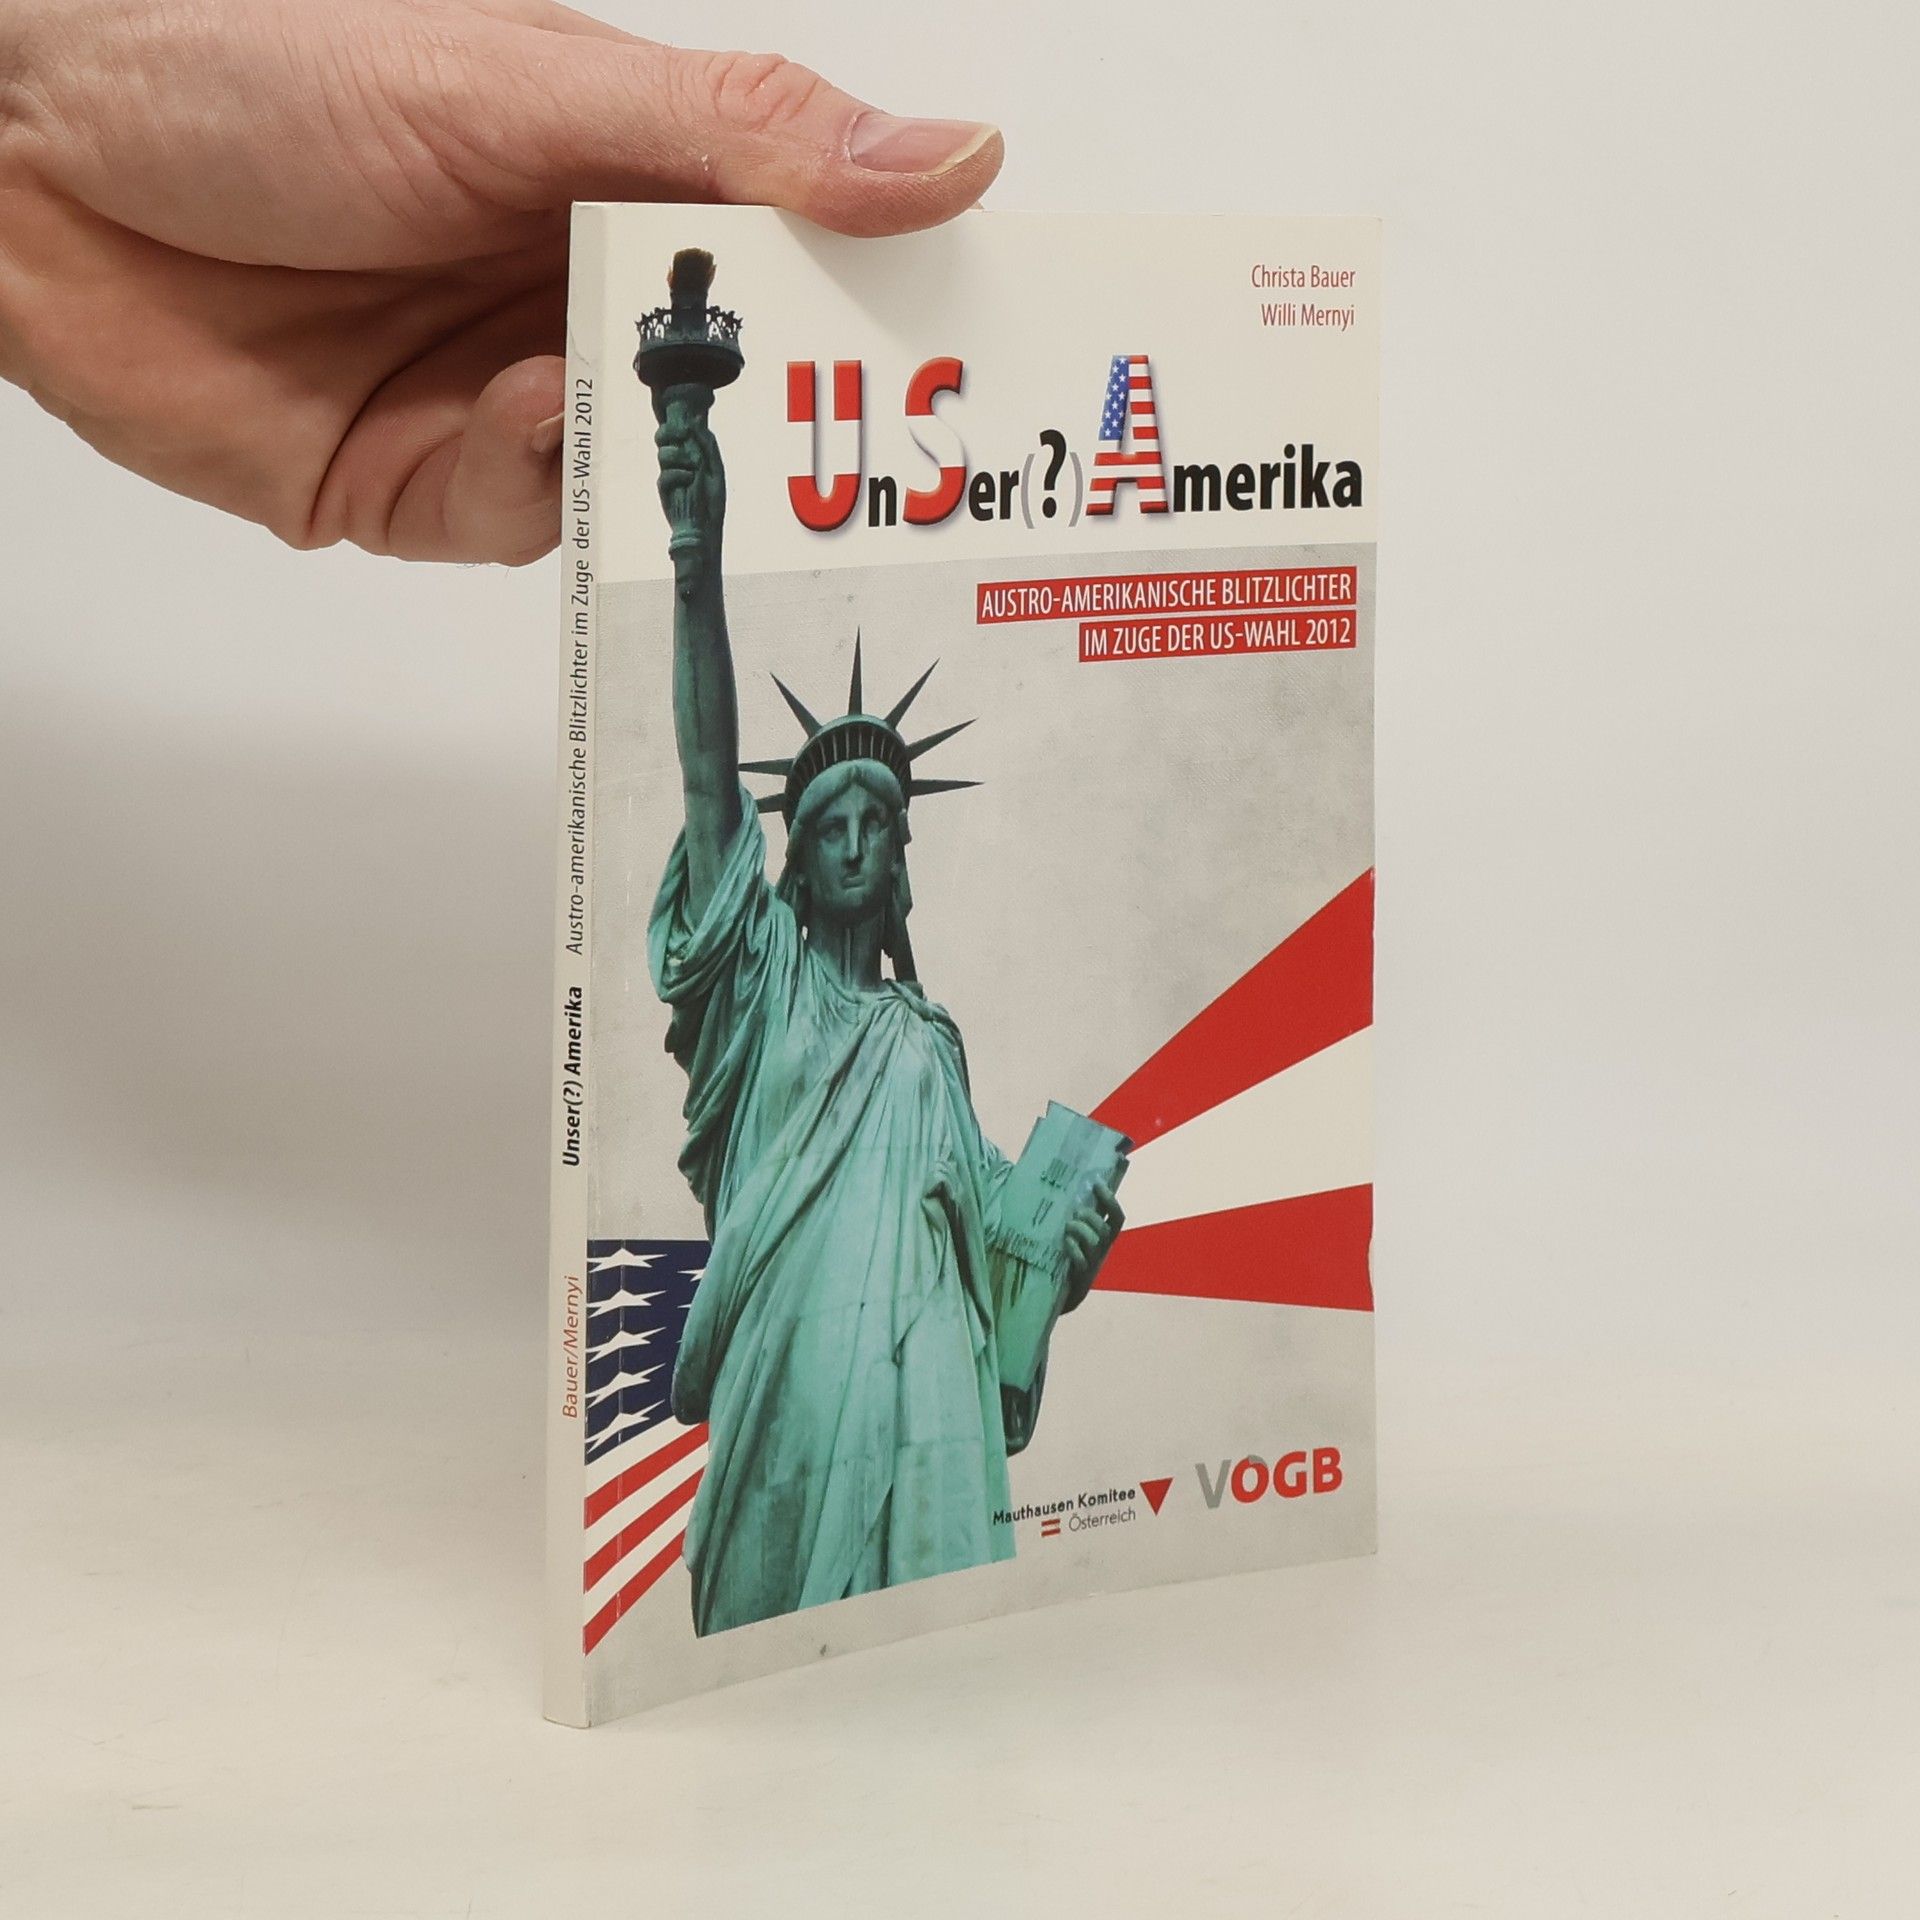 Christa Bauer
Willi Mernyi
UnSer(?) Amerika
AUSTRO-AMERIKANISCHE BLITZLICHTER
IM ZUGE DER US-WAHL 2012
Mauthausen Komitee
Österreich
VÖGB
Bauer/Mernyi Unser(?) Amerika Austro-amerikanische Blitzlichter im Zuge der US-Wahl 2012